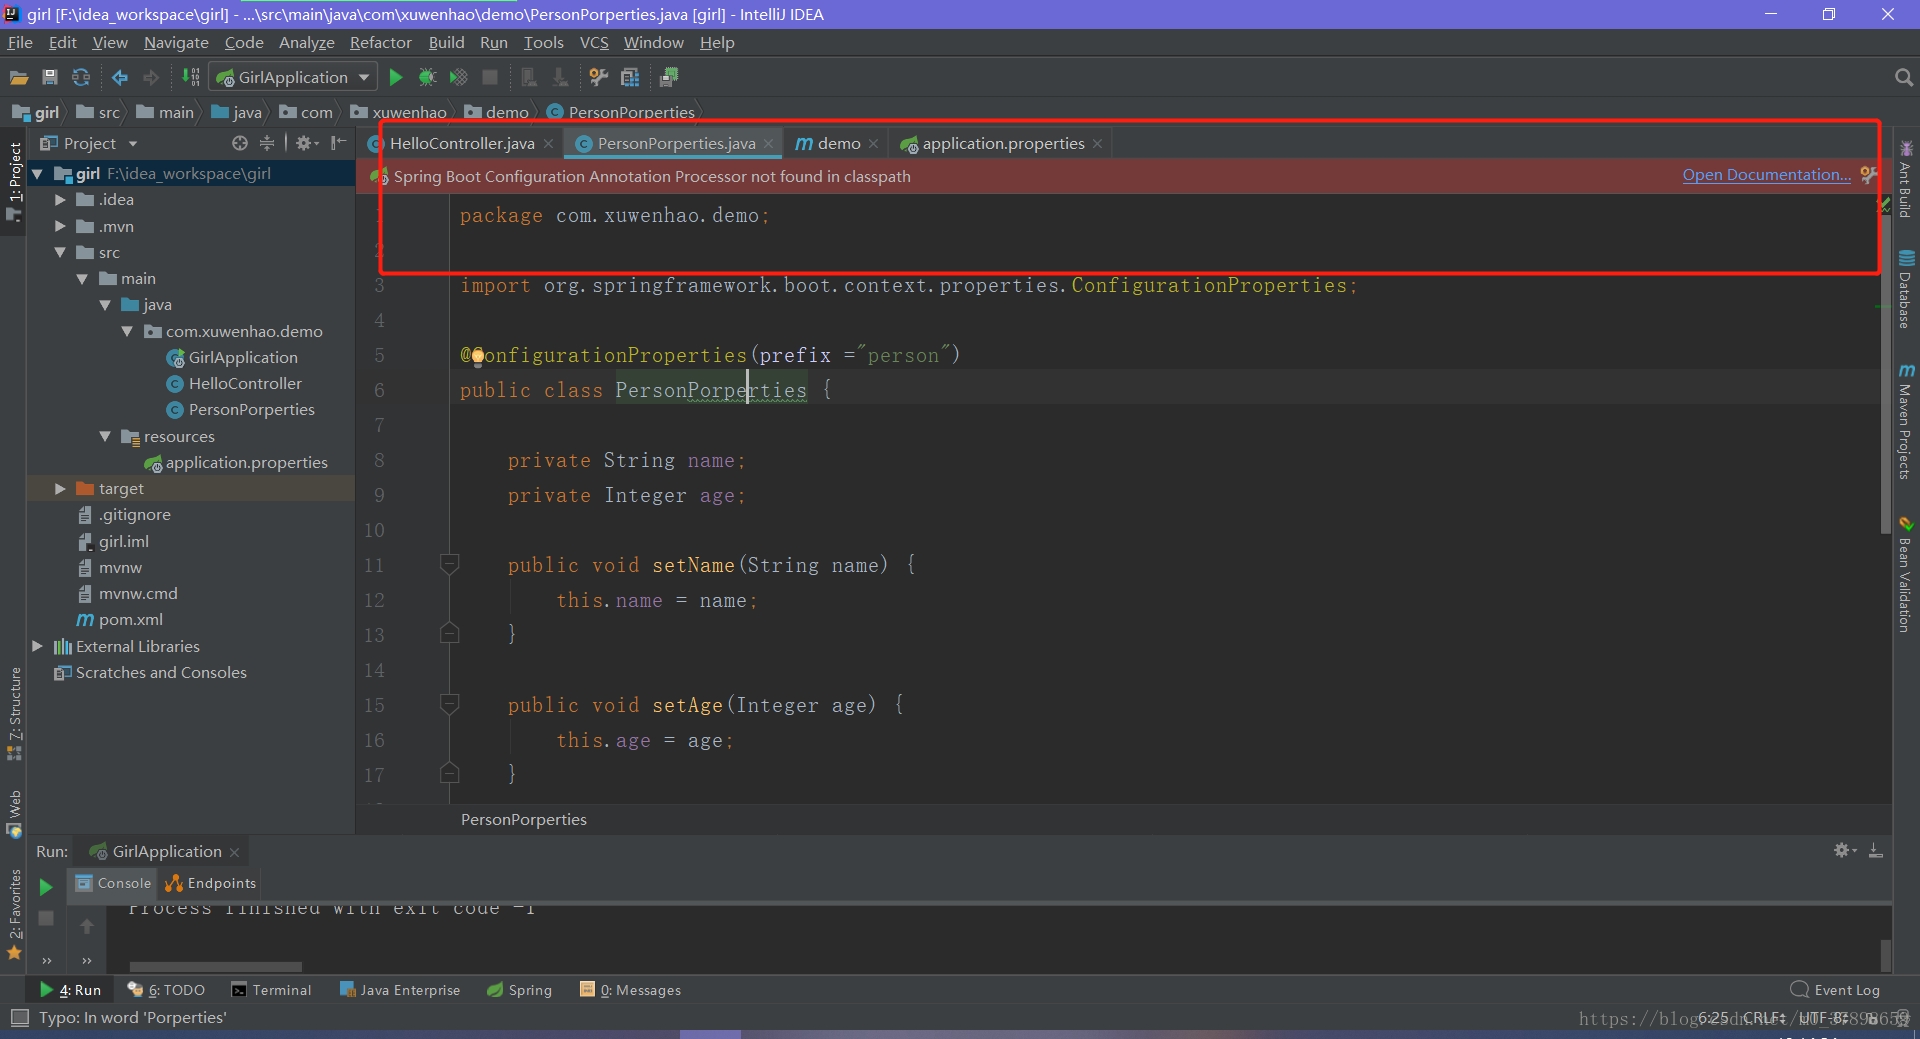 girl [F:\idea_workspace\girl] - ...\src\main\java\com\xuwenhao\demo\PersonPorperties.java [girl] - IntelliJ IDEA
File Edit View Navigate Code Analyze Refactor Build Run Tools VCS Window Help
GirlApplication
girl src main java com xuwenhao demo PersonPorperties
Project
HelloController.java PersonPorperties.java demo application.properties
girl F:\idea_workspace\girl
Spring Boot Configuration Annotation Processor not found in classpath Open Documentation...
.idea
.mvn
src
main
java
com.xuwenhao.demo
GirlApplication
HelloController
PersonPorperties
resources
application.properties
target
.gitignore
girl.iml
mvnw
mvnw.cmd
pom.xml
External Libraries
Scratches and Consoles
1 package com.xuwenhao.demo;
2
3 import org.springframework.boot.context.properties.ConfigurationProperties;
4
5 @ConfigurationProperties(prefix ="person")
6 public class PersonPorperties {
7
8 private String name;
9 private Integer age;
10
11 public void setName(String name) {
12 this.name = name;
13 }
14
15 public void setAge(Integer age) {
16 this.age = age;
17 }
PersonPorperties
1: Project
7: Structure
Web
2: Favorites
Ant Build
Database
Maven Projects
Bean Validation
Run: GirlApplication
Console Endpoints
Process finished with exit code -1
4: Run 6: TODO Terminal Java Enterprise Spring 0: Messages Event Log
Typo: In word 'Porperties'
6:25 CRLF UTF-8